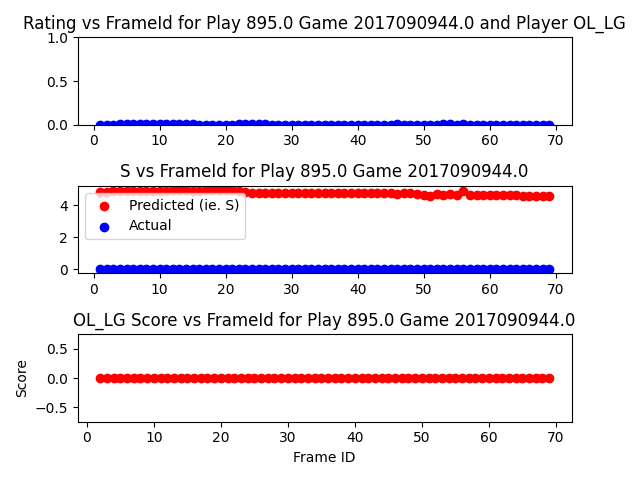 Rating vs FrameId for Play 895.0 Game 2017090944.0 and Player OL_LG
1.0
0.5
0.0
0 10 20 30 40 50 60 70
S vs FrameId for Play 895.0 Game 2017090944.0
4
2
0
Predicted (ie. S)
Actual
0 10 20 30 40 50 60 70
OL_LG Score vs FrameId for Play 895.0 Game 2017090944.0
Score
0.5
0.0
−0.5
0 10 20 30 40 50 60 70
Frame ID